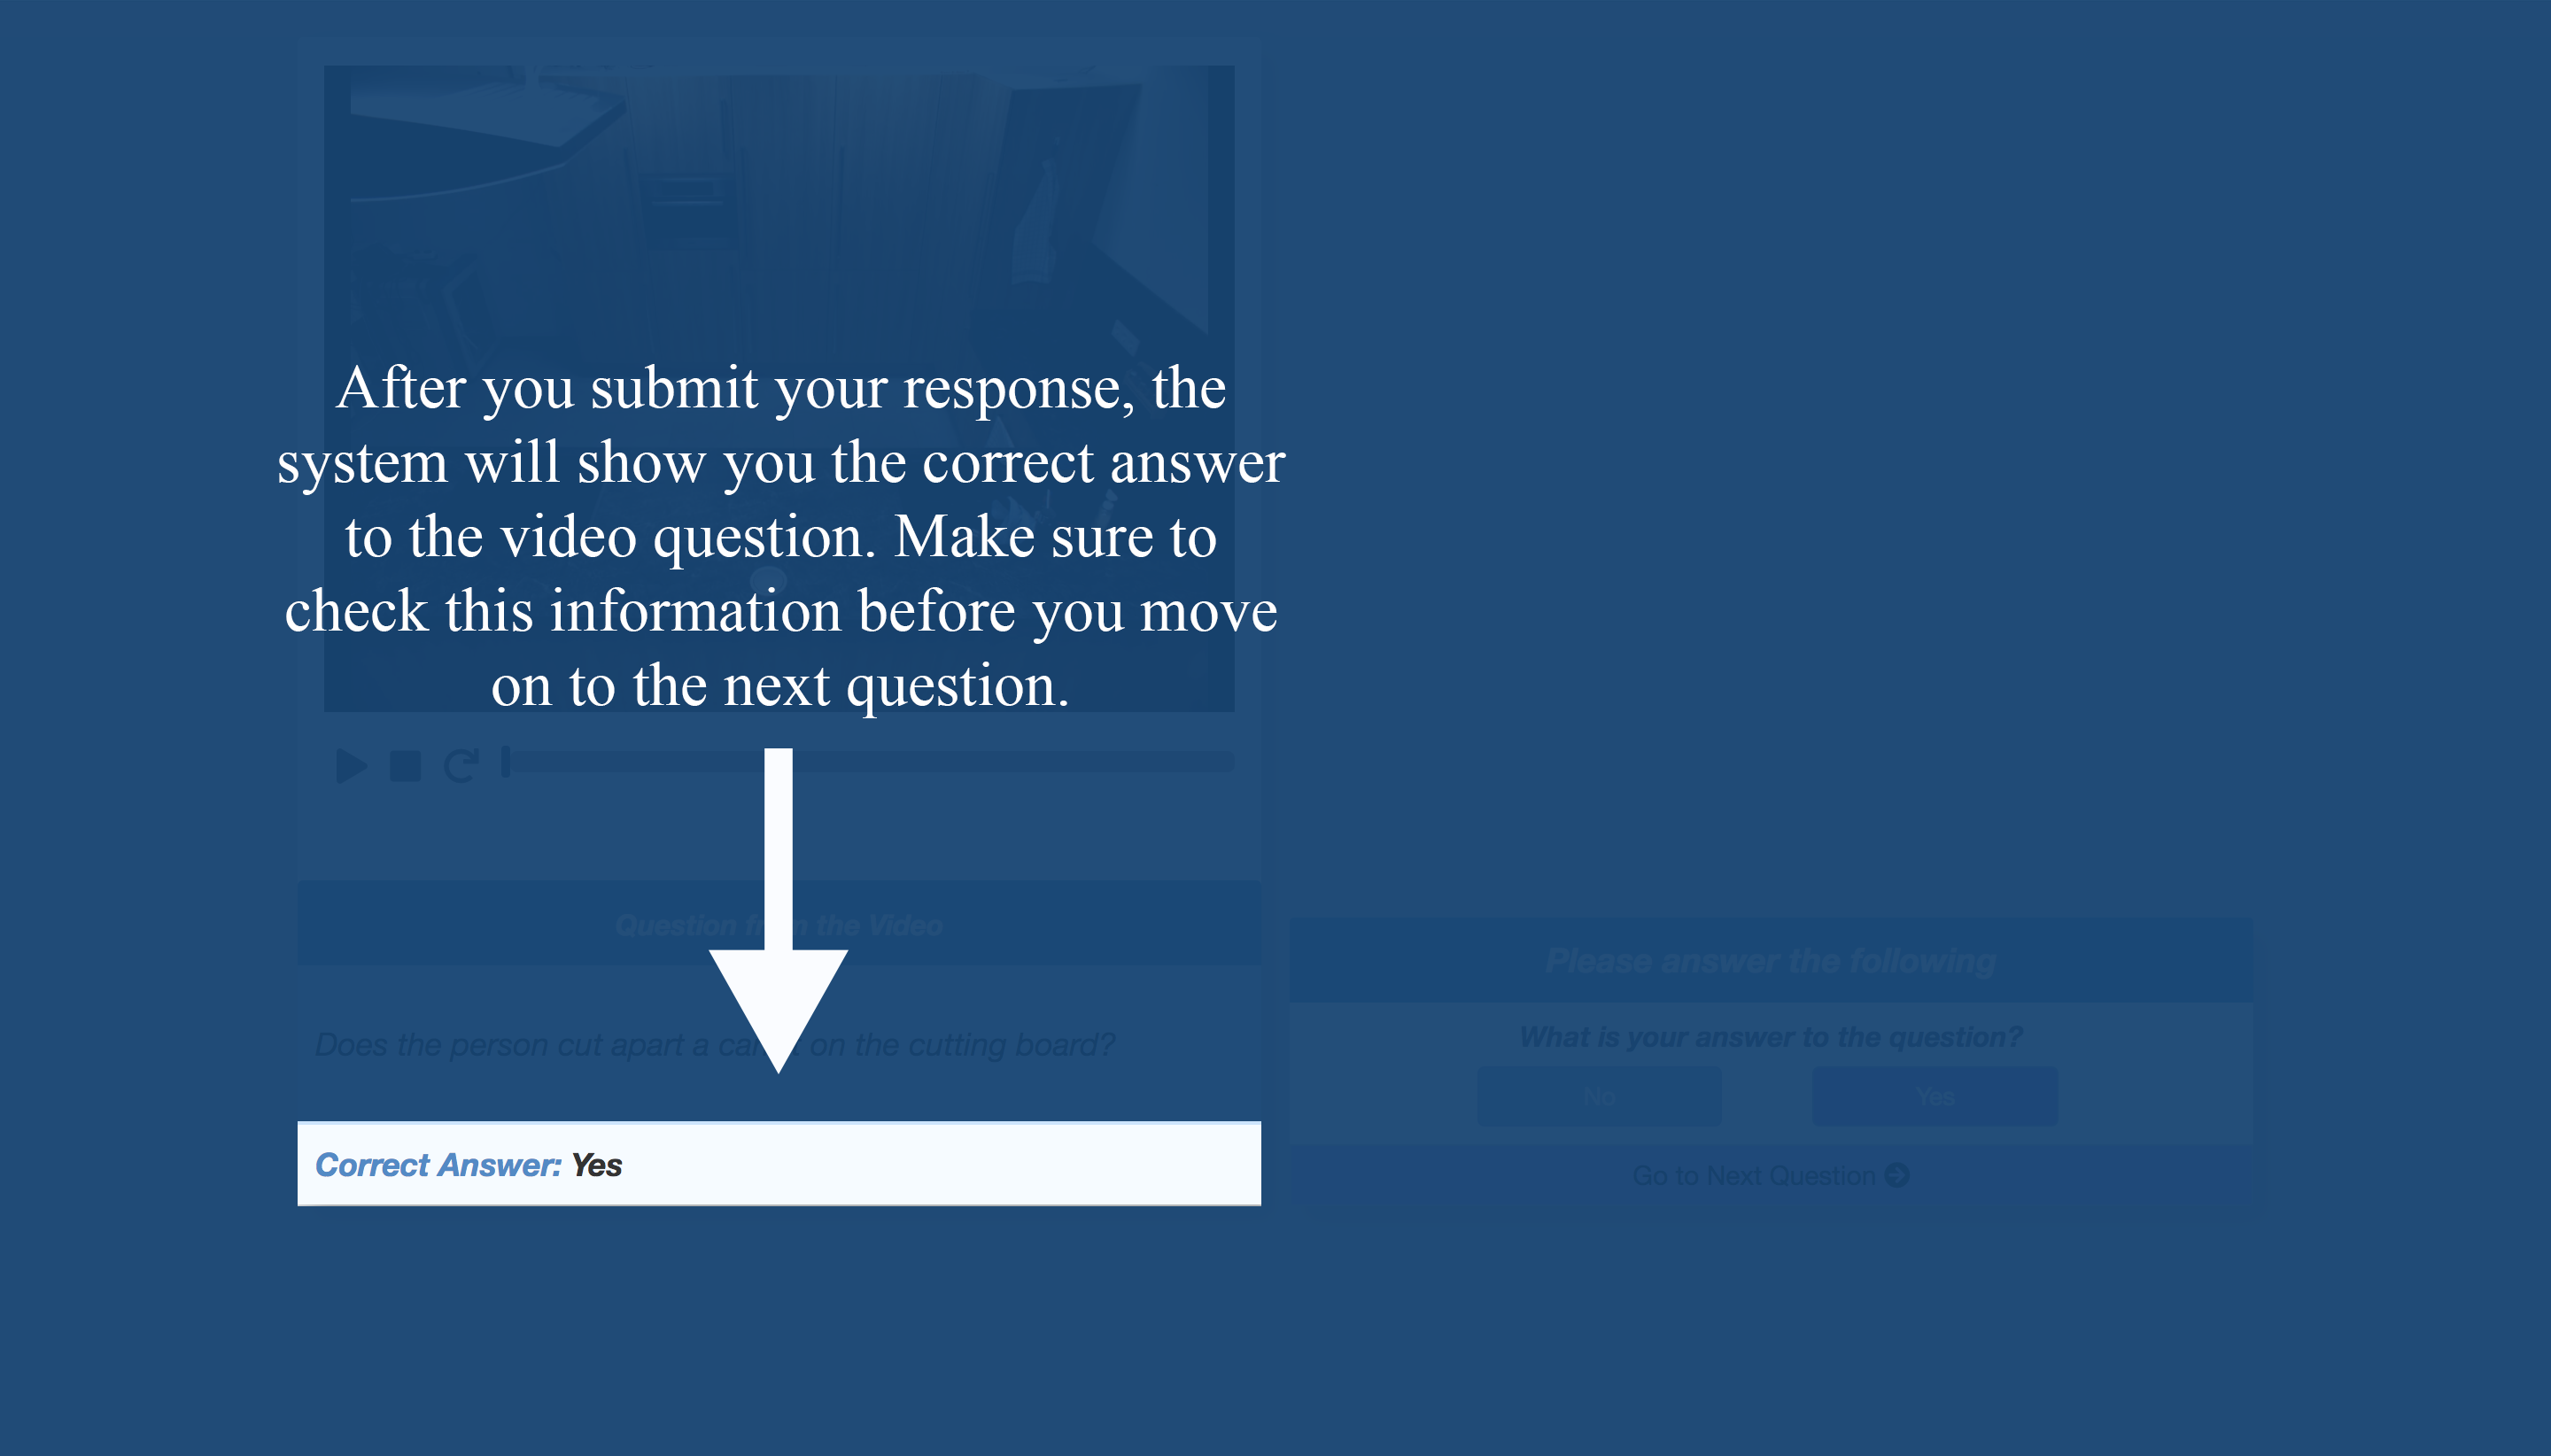 After you submit your response, the
system will show you the correct answer
to the video question. Make sure to
check this information before you move
on to the next question.
Question from the Video
Does the person cut apart a carrot on the cutting board?
Correct Answer: Yes
Please answer the following
What is your answer to the question?
No
Yes
Go to Next Question